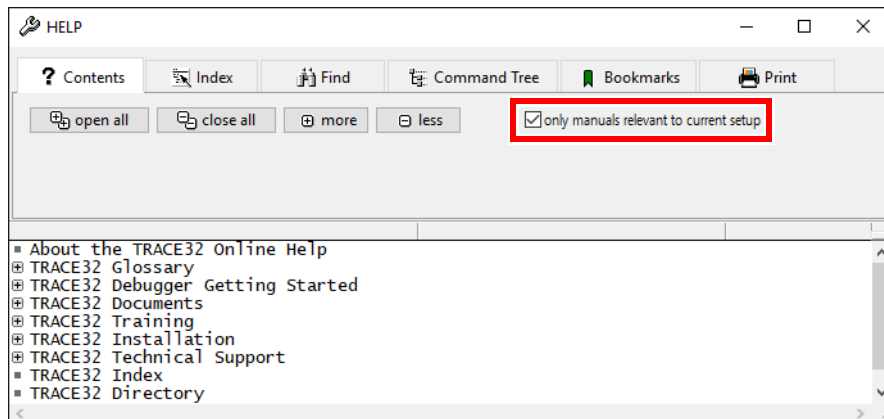 HELP
? Contents Index Find Command Tree Bookmarks Print
open all close all more less only manuals relevant to current setup
About the TRACE32 Online Help
TRACE32 Glossary
TRACE32 Debugger Getting Started
TRACE32 Documents
TRACE32 Training
TRACE32 Installation
TRACE32 Technical Support
TRACE32 Index
TRACE32 Directory